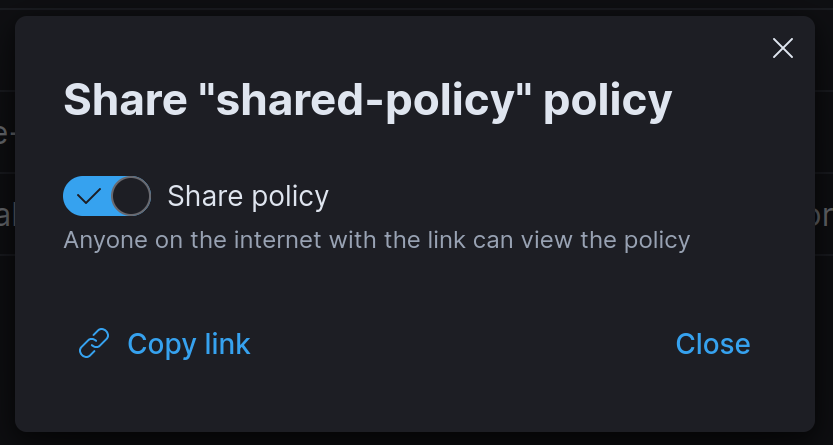 Share "shared-policy" policy
Share policy
Anyone on the internet with the link can view the policy
Copy link
Close